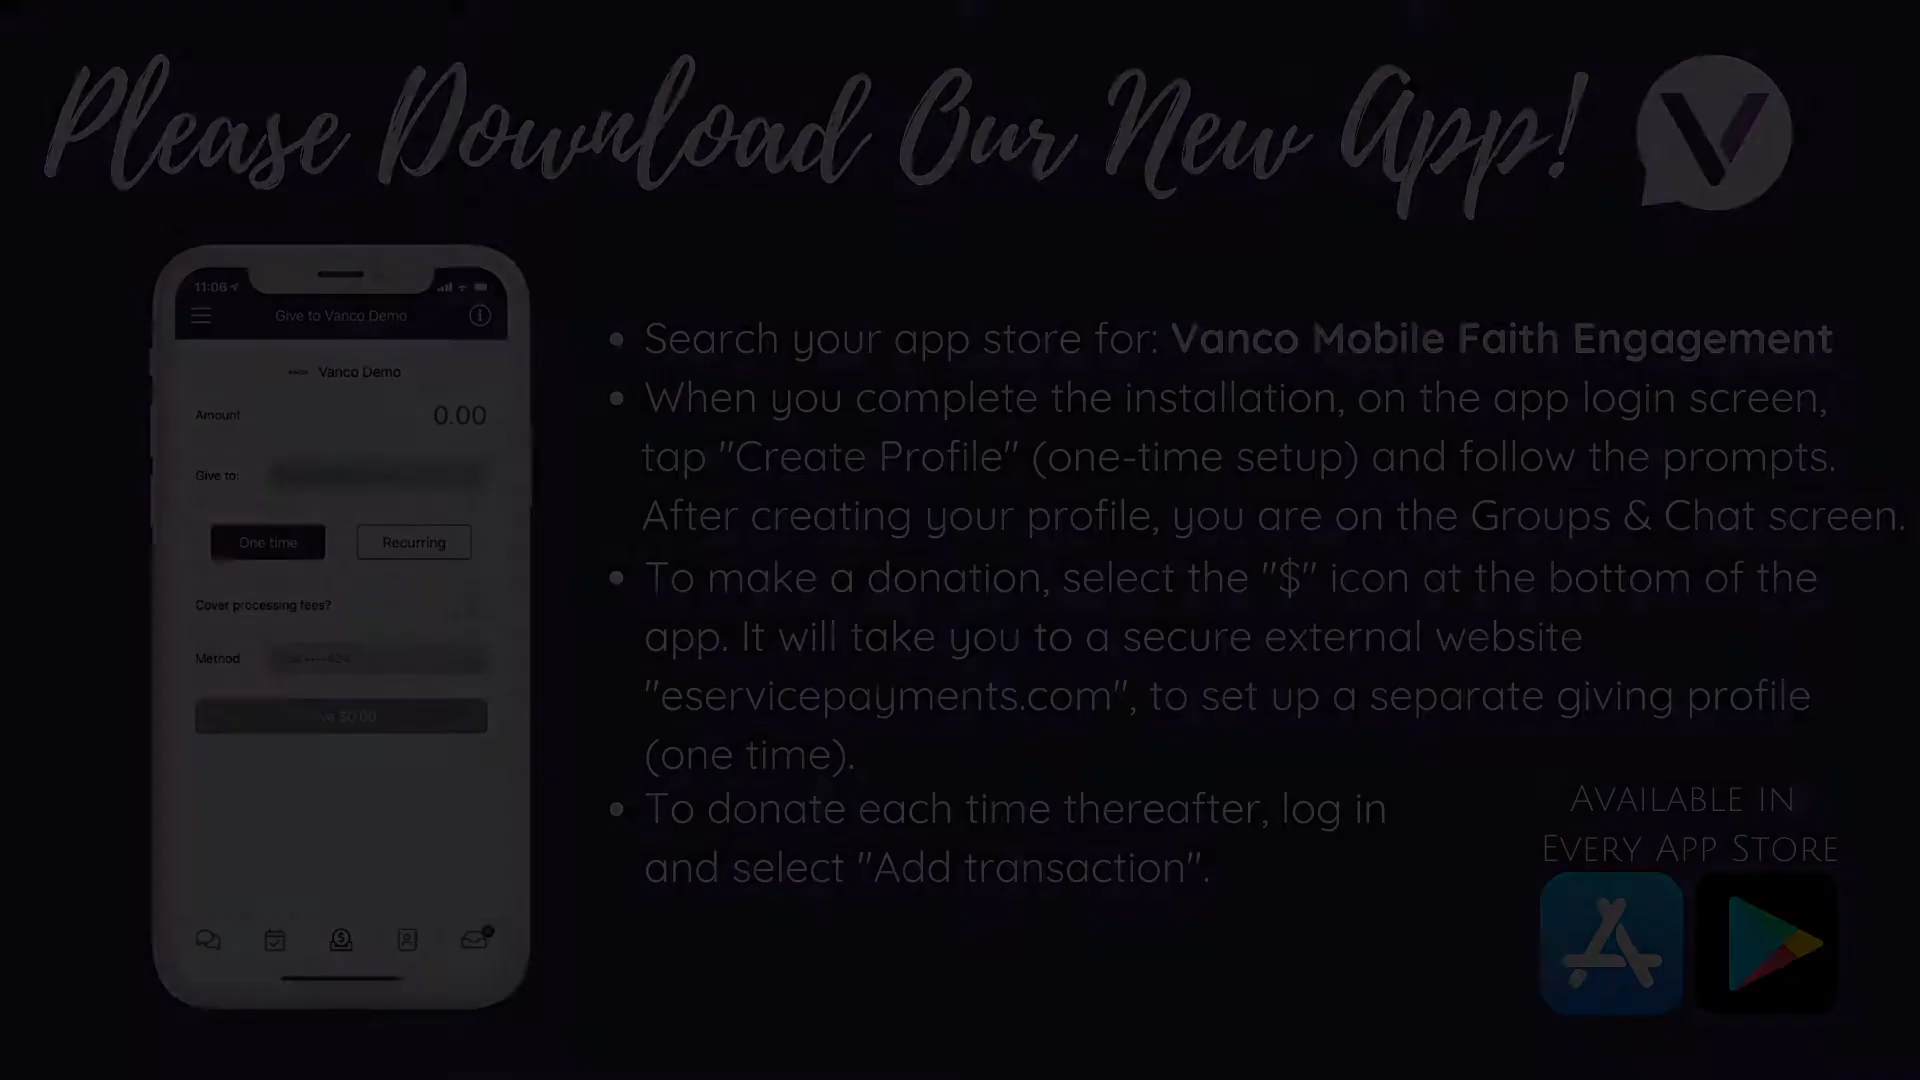 Please Download Our New App!
V
11:06
Give to Vanco Demo
Vanco Demo
Amount
0.00
Give to:
One time
Recurring
Cover processing fees?
Method
$0.00
• Search your app store for: Vanco Mobile Faith Engagement
• When you complete the installation, on the app login screen,
tap "Create Profile" (one-time setup) and follow the prompts.
After creating your profile, you are on the Groups & Chat screen.
• To make a donation, select the "$" icon at the bottom of the
app. It will take you to a secure external website
"eservicepayments.com", to set up a separate giving profile
(one time).
• To donate each time thereafter, log in
and select "Add transaction".
AVAILABLE IN
EVERY APP STORE